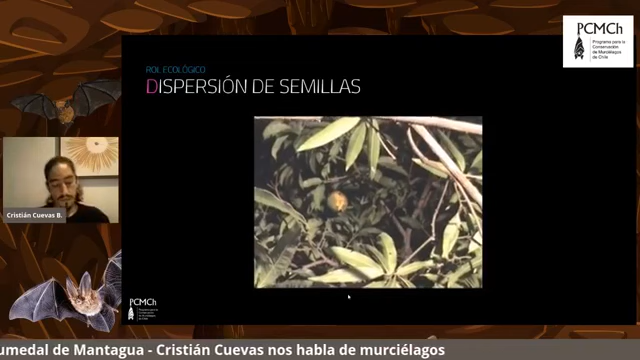 PCMCh
Programa para la
Conservación
de Murciélagos
de Chile
ROL ECOLÓGICO
DISPERSIÓN DE SEMILLAS
Cristián Cuevas B.
PCMCh
umedal de Mantagua - Cristián Cuevas nos habla de murciélagos